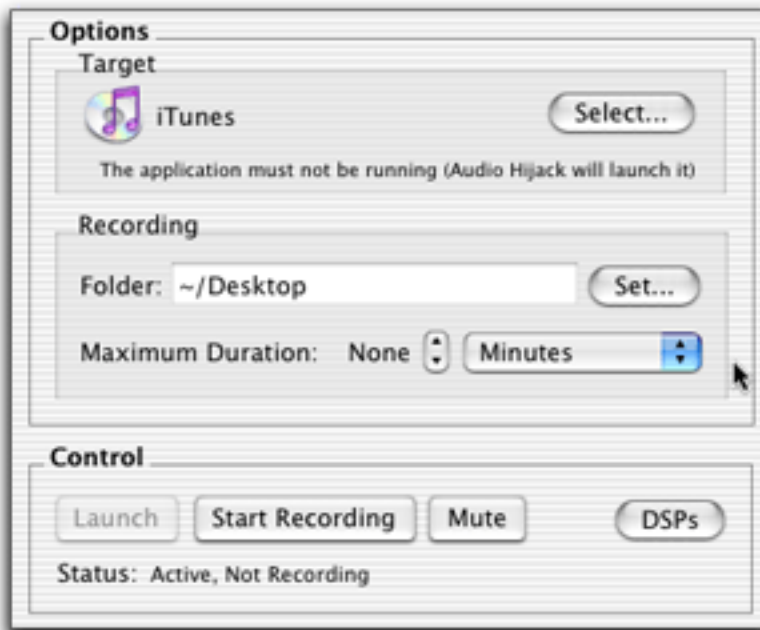 Options
Target
iTunes Select...
The application must not be running (Audio Hijack will launch it)
Recording
Folder: ~/Desktop Set...
Maximum Duration: None Minutes
Control
Launch Start Recording Mute DSPs
Status: Active, Not Recording